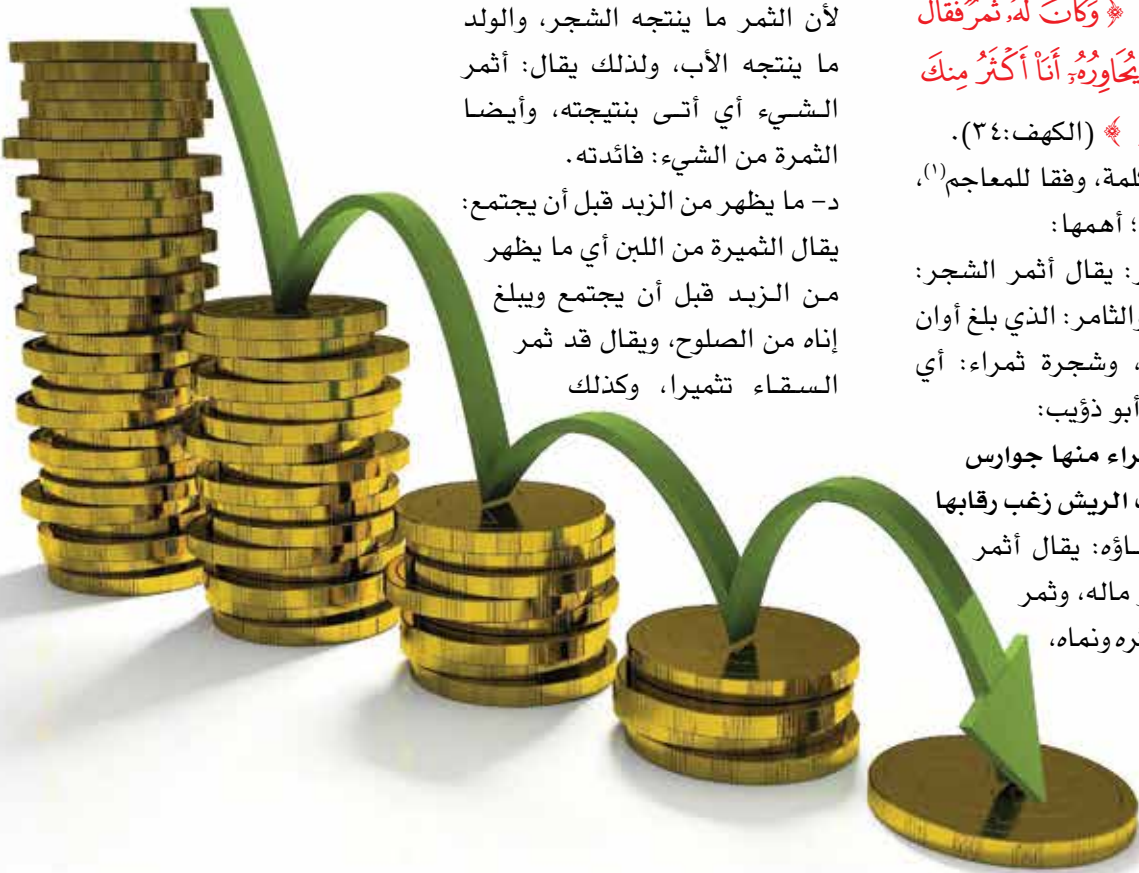 ﴿ وَكَانَ لَهُۥ ثَمَرٌ فَقَالَ
يُحَاوِرُهُۥٓ أَنَا۠ أَكْثَرُ مِنكَ
﴾ (الكهف:٣٤).
كلمة، وفقا للمعاجم(١)،
؛ أهمها:
: يقال أثمر الشجر:
والثامر: الذي بلغ أوان
، وشجرة ثمراء: أي
أبو ذؤيب:
منها جوارس
الريش زغب رقابها
يقال أثمر
ماله، وثمر
ونماه،
لأن الثمر ما ينتجه الشجر، والولد
ما ينتجه الأب، ولذلك يقال: أثمر
الشيء أي أتى بنتيجته، وأيضا
الثمرة من الشيء: فائدته.
د- ما يظهر من الزبد قبل أن يجتمع:
يقال الثميرة من اللبن أي ما يظهر
من الزبد قبل أن يجتمع ويبلغ
إناه من الصلوح، ويقال قد ثمر
السقاء تثميرا، وكذلك